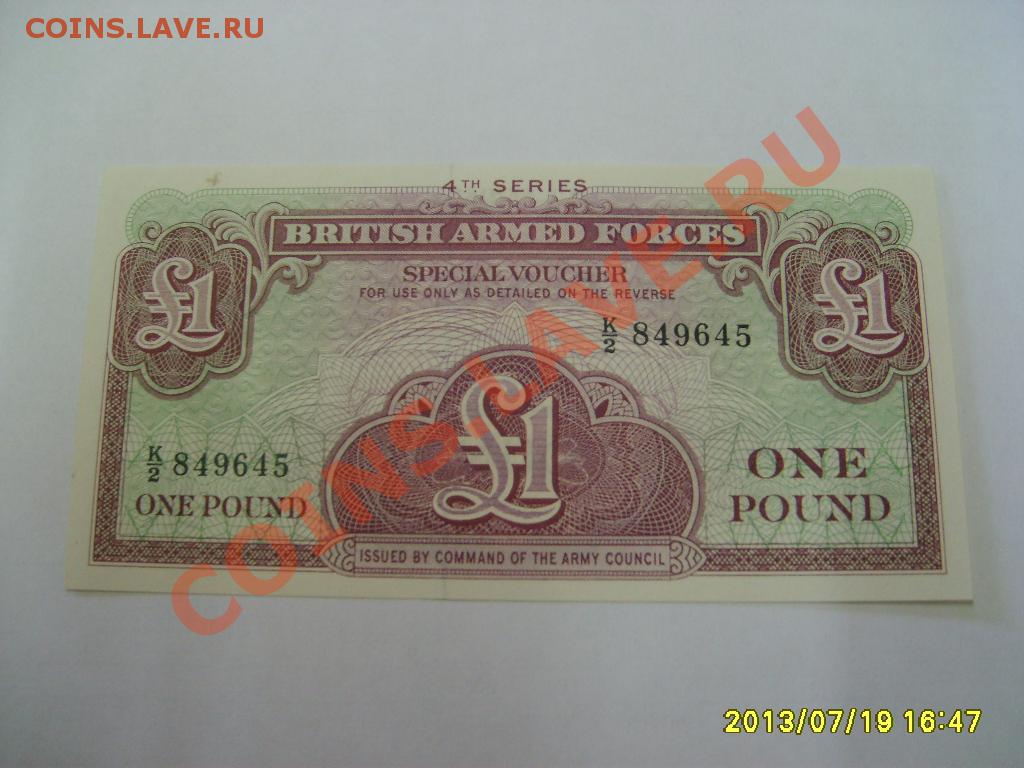 COINS.LAVE.RU
4TH SERIES
BRITISH ARMED FORCES
£1
£1
SPECIAL VOUCHER
FOR USE ONLY AS DETAILED ON THE REVERSE
K/2 849645
£1
K/2 849645
ONE POUND
ONE
POUND
ISSUED BY COMMAND OF THE ARMY COUNCIL
COINS.LAVE.RU
2013/07/19 16:47